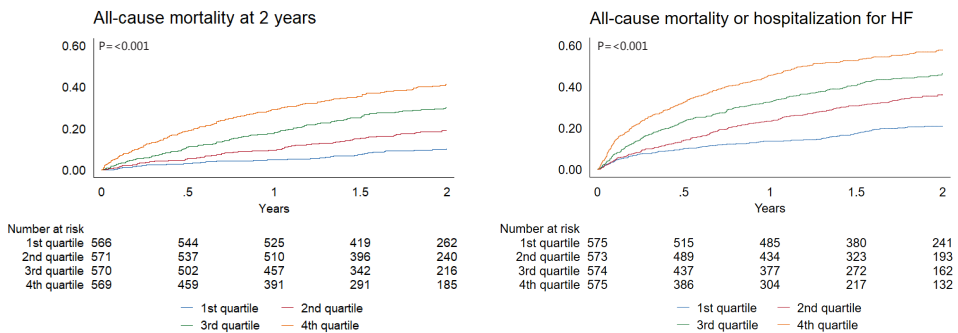 All-cause mortality at 2 years
P=<0.001
0.60
0.40
0.20
0.00
0 .5 1 1.5 2
Years
Number at risk
1st quartile 566 544 525 419 262
2nd quartile 571 537 510 396 240
3rd quartile 570 502 457 342 216
4th quartile 569 459 391 291 185
1st quartile 2nd quartile
3rd quartile 4th quartile
All-cause mortality or hospitalization for HF
P=<0.001
0.60
0.40
0.20
0.00
0 .5 1 1.5 2
Years
Number at risk
1st quartile 575 515 485 380 241
2nd quartile 573 489 434 323 193
3rd quartile 574 437 377 272 162
4th quartile 575 386 304 217 132
1st quartile 2nd quartile
3rd quartile 4th quartile